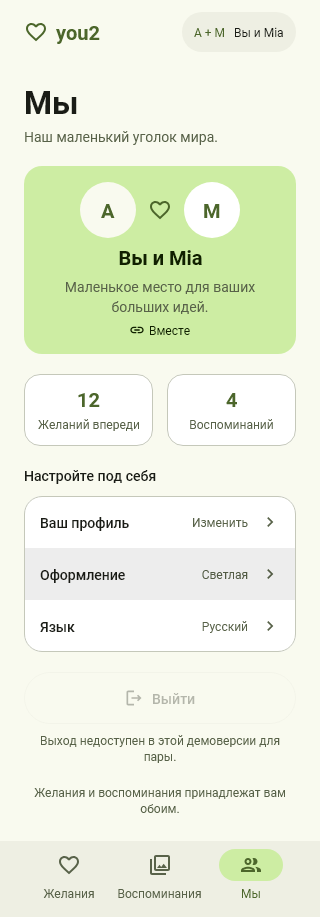 you2
A + M Вы и Mia
Мы
Наш маленький уголок мира.
A
M
Вы и Mia
Маленькое место для ваших
больших идей.
Вместе
12
Желаний впереди
4
Воспоминаний
Настройте под себя
Ваш профиль Изменить
Оформление Светлая
Язык Русский
Выйти
Выход недоступен в этой демоверсии для
пары.
Желания и воспоминания принадлежат вам
обоим.
Желания Воспоминания Мы